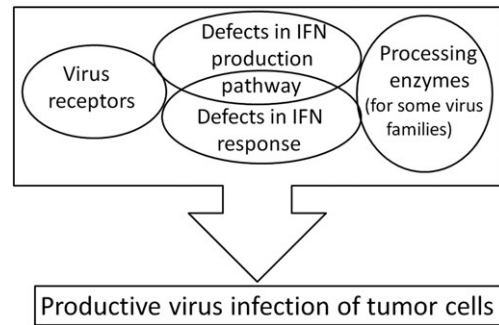 Virus
receptors
Defects in IFN
production
pathway
Defects in IFN
response
Processing
enzymes
(for some virus
families)
Productive virus infection of tumor cells